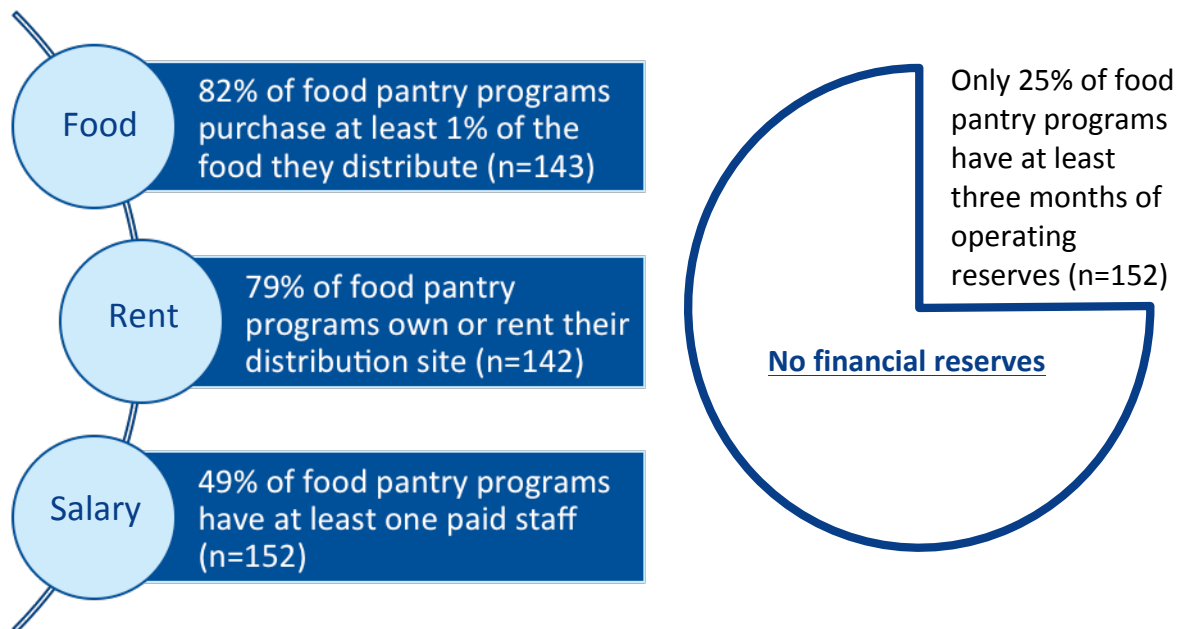 Food
82% of food pantry programs
purchase at least 1% of the
food they distribute (n=143)
Rent
79% of food pantry
programs own or rent their
distribution site (n=142)
Salary
49% of food pantry programs
have at least one paid staff
(n=152)
Only 25% of food
pantry programs
have at least
three months of
operating
reserves (n=152)
No financial reserves